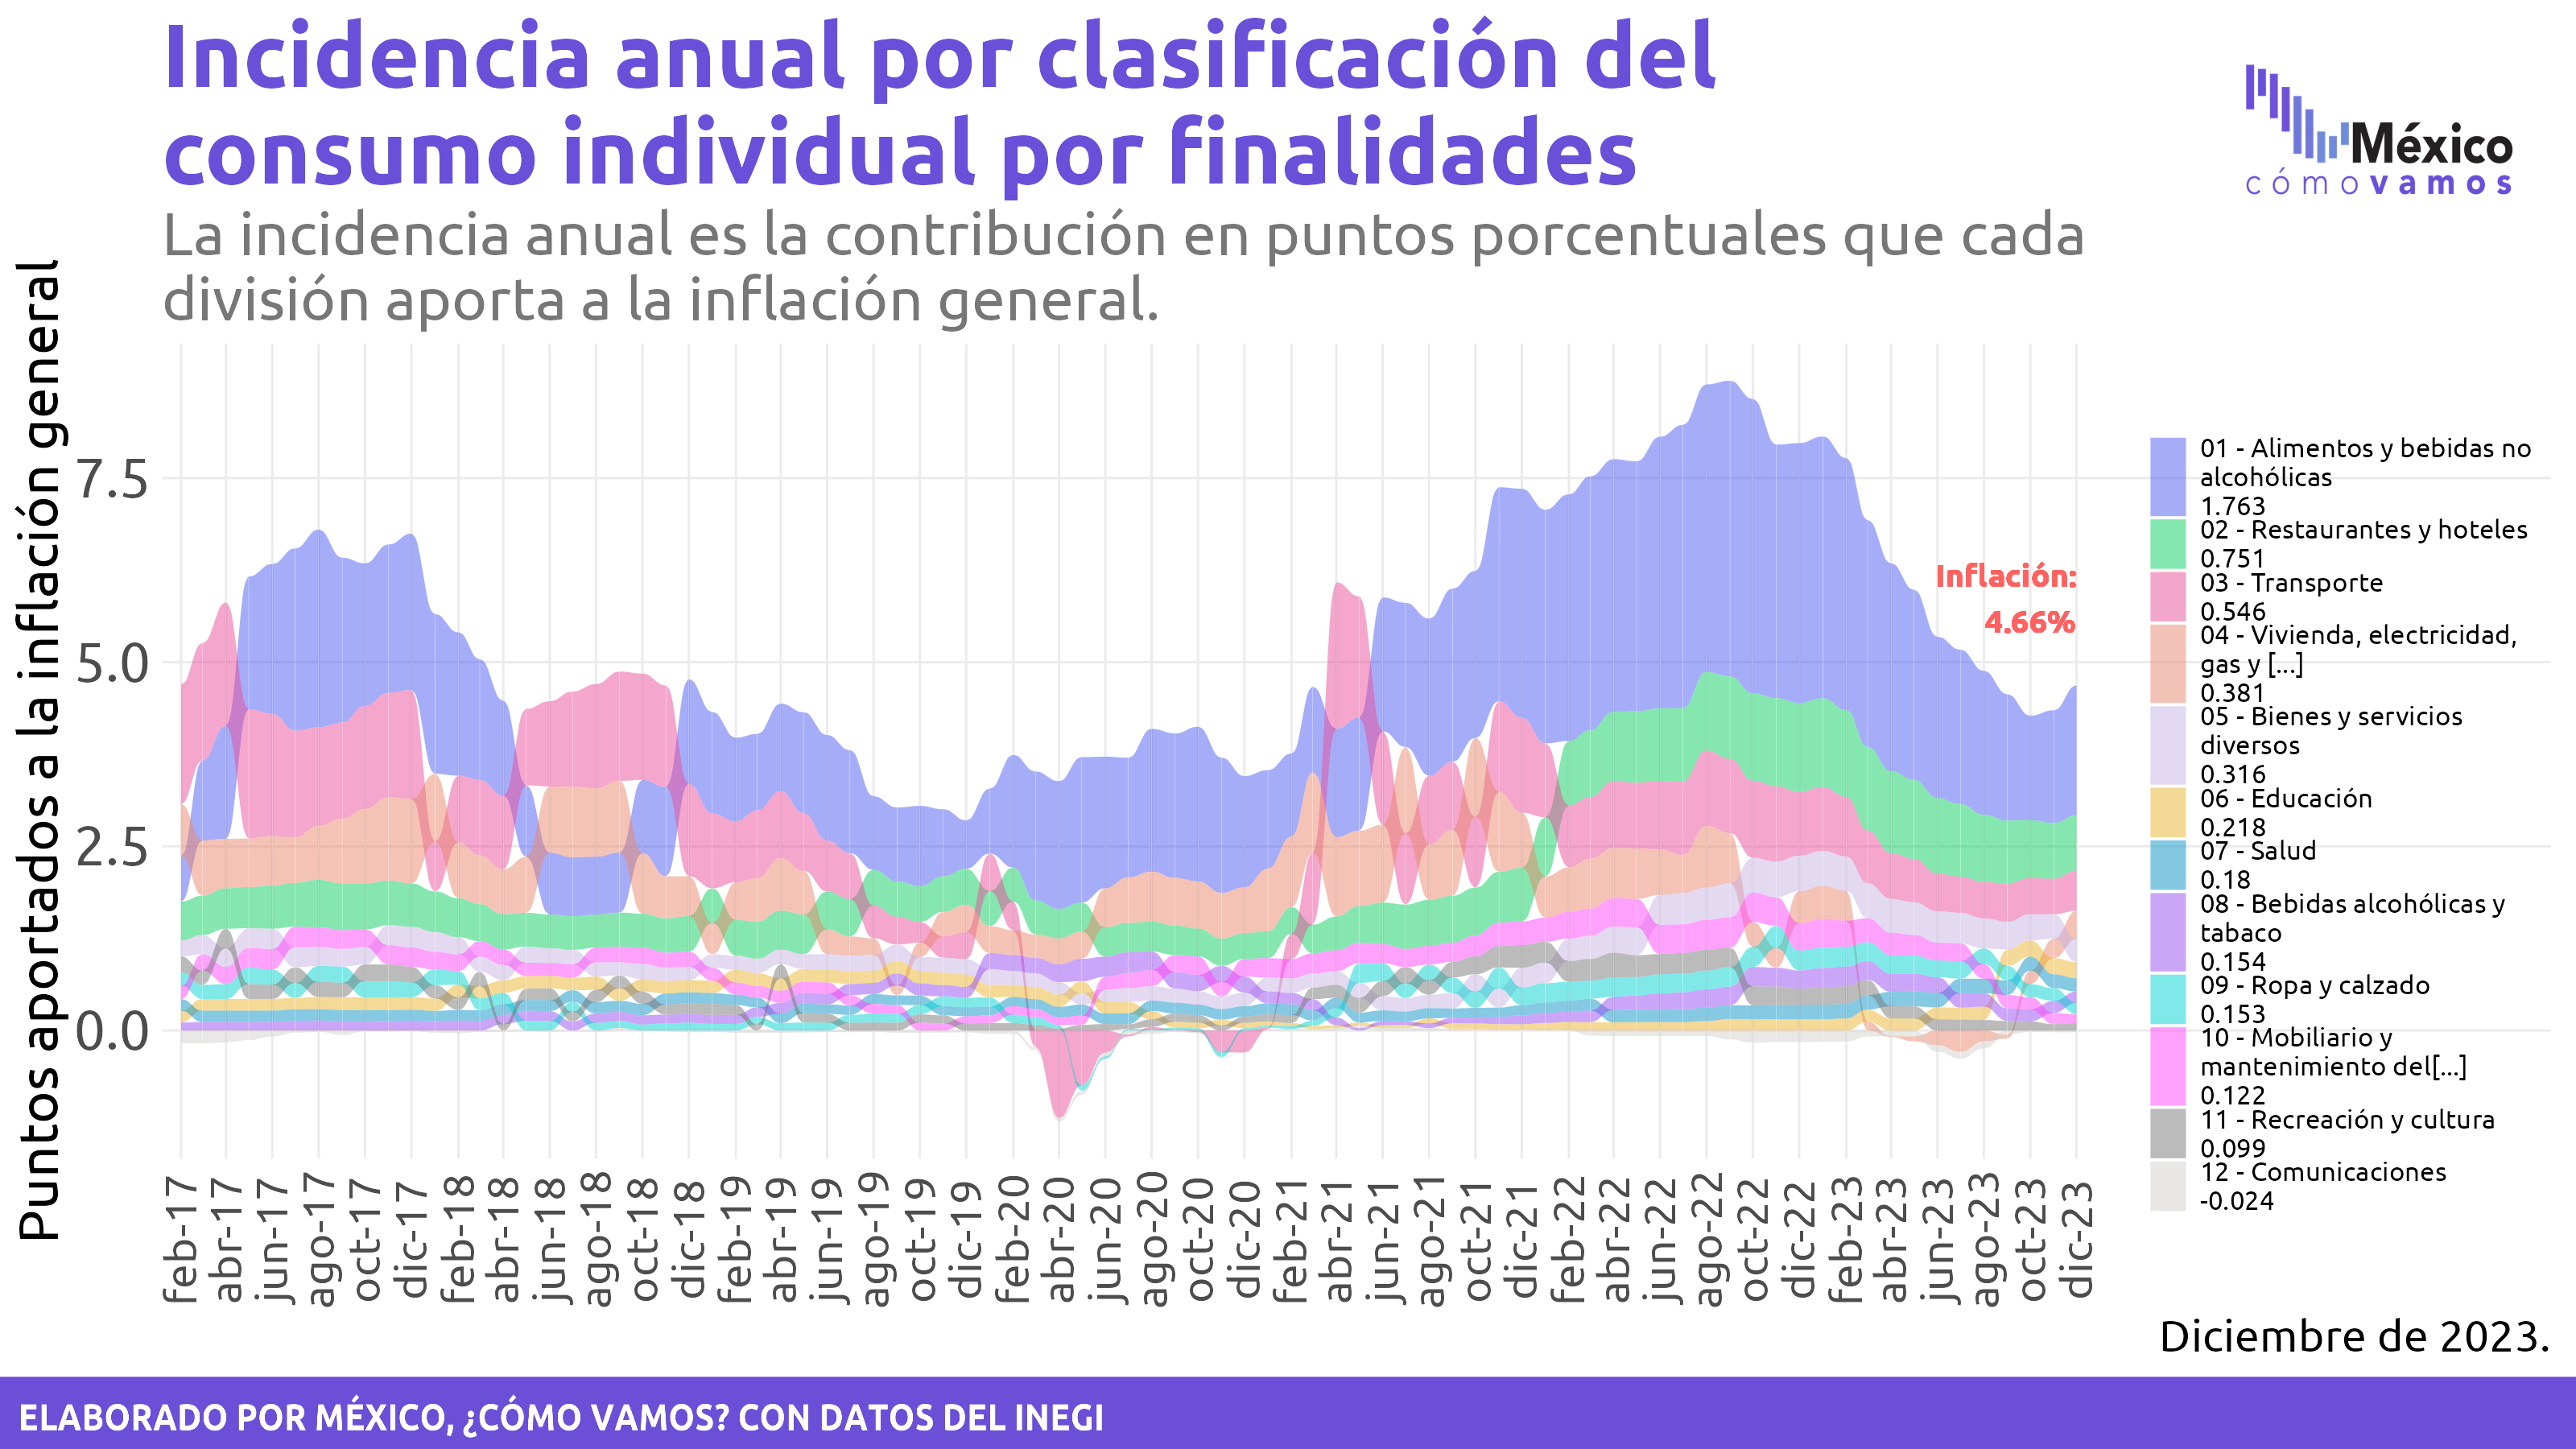 Incidencia anual por clasificación del
consumo individual por finalidades
La incidencia anual es la contribución en puntos porcentuales que cada
división aporta a la inflación general.
México
cómo vamos
Puntos aportados a la inflación general
7.5
5.0
2.5
0.0
Inflación:
4.66%
01 - Alimentos y bebidas no
alcohólicas
1.763
02 - Restaurantes y hoteles
0.751
03 - Transporte
0.546
04 - Vivienda, electricidad,
gas y [...]
0.381
05 - Bienes y servicios
diversos
0.316
06 - Educación
0.218
07 - Salud
0.18
08 - Bebidas alcohólicas y
tabaco
0.154
09 - Ropa y calzado
0.153
10 - Mobiliario y
mantenimiento del[...]
0.122
11 - Recreación y cultura
0.099
12 - Comunicaciones
-0.024
feb-17
abr-17
jun-17
ago-17
oct-17
dic-17
feb-18
abr-18
jun-18
ago-18
oct-18
dic-18
feb-19
abr-19
jun-19
ago-19
oct-19
dic-19
feb-20
abr-20
jun-20
ago-20
oct-20
dic-20
feb-21
abr-21
jun-21
ago-21
oct-21
dic-21
feb-22
abr-22
jun-22
ago-22
oct-22
dic-22
feb-23
abr-23
jun-23
ago-23
oct-23
dic-23
Diciembre de 2023.
ELABORADO POR MÉXICO, ¿CÓMO VAMOS? CON DATOS DEL INEGI